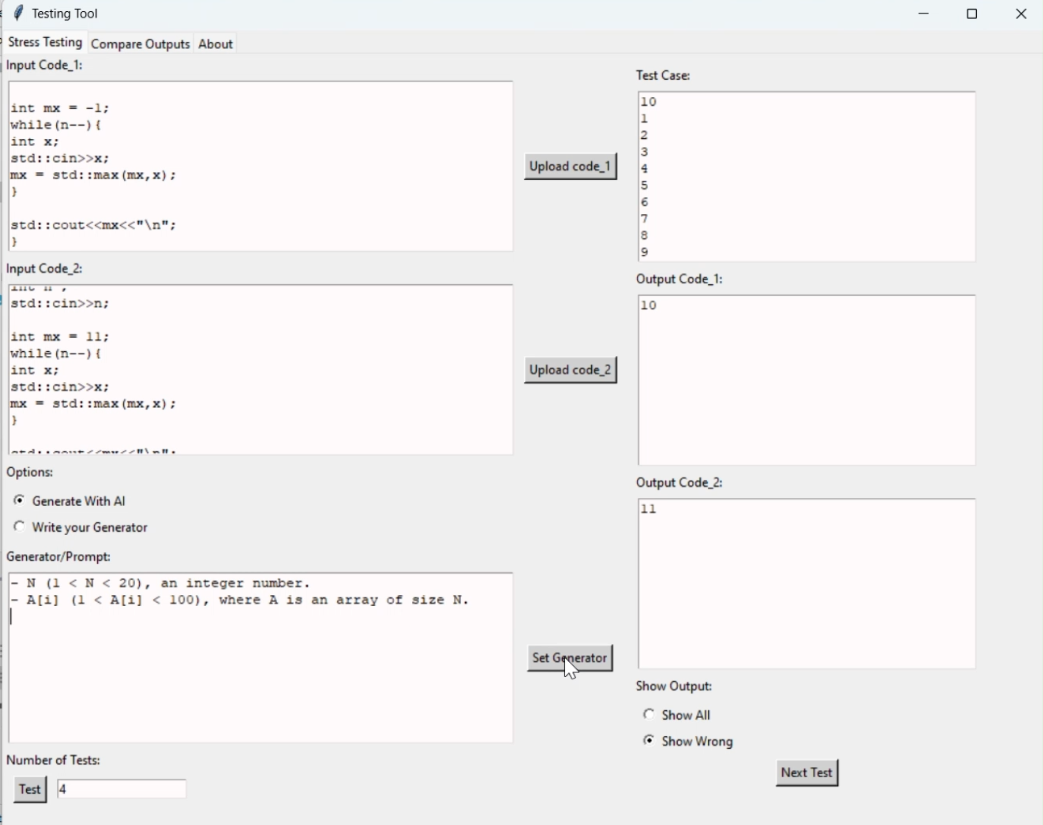 Testing Tool
Stress Testing Compare Outputs About
Input Code_1:
int mx = -1;
while(n--){
int x;
std::cin>>x;
mx = std::max(mx,x);
}
std::cout<<mx<<"\n";
}
Upload code_1
Input Code_2:
int n ;
std::cin>>n;
int mx = 11;
while(n--){
int x;
std::cin>>x;
mx = std::max(mx,x);
}
std::cout<<mx<<"\n";
Upload code_2
Options:
Generate With AI
Write your Generator
Generator/Prompt:
- N (1 < N < 20), an integer number.
- A[i] (1 < A[i] < 100), where A is an array of size N.
Set Generator
Number of Tests:
Test 4
Test Case:
10
1
2
3
4
5
6
7
8
9
Output Code_1:
10
Output Code_2:
11
Show Output:
Show All
Show Wrong
Next Test